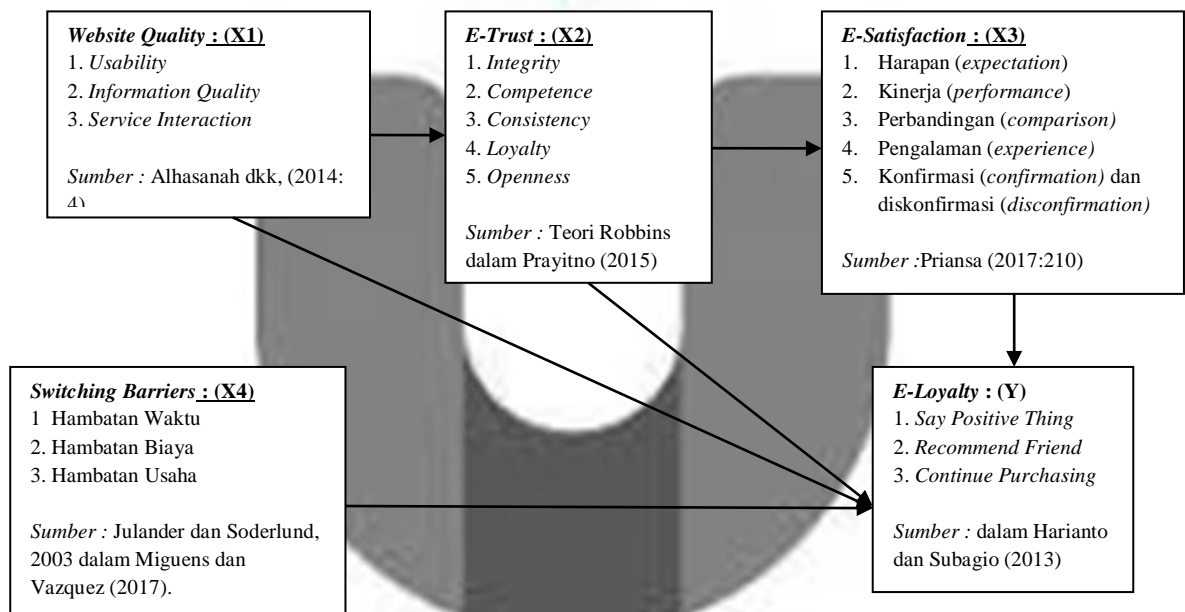 Website Quality : (X1)
1. Usability
2. Information Quality
3. Service Interaction
Sumber : Alhasanah dkk, (2014:
4)
E-Trust : (X2)
1. Integrity
2. Competence
3. Consistency
4. Loyalty
5. Openness
Sumber : Teori Robbins
dalam Prayitno (2015)
E-Satisfaction : (X3)
1. Harapan (expectation)
2. Kinerja (performance)
3. Perbandingan (comparison)
4. Pengalaman (experience)
5. Konfirmasi (confirmation) dan
diskonfirmasi (disconfirmation)
Sumber :Priansa (2017:210)
Switching Barriers : (X4)
1 Hambatan Waktu
2. Hambatan Biaya
3. Hambatan Usaha
Sumber : Julander dan Soderlund,
2003 dalam Miguens dan
Vazquez (2017).
E-Loyalty : (Y)
1. Say Positive Thing
2. Recommend Friend
3. Continue Purchasing
Sumber : dalam Harianto
dan Subagio (2013)